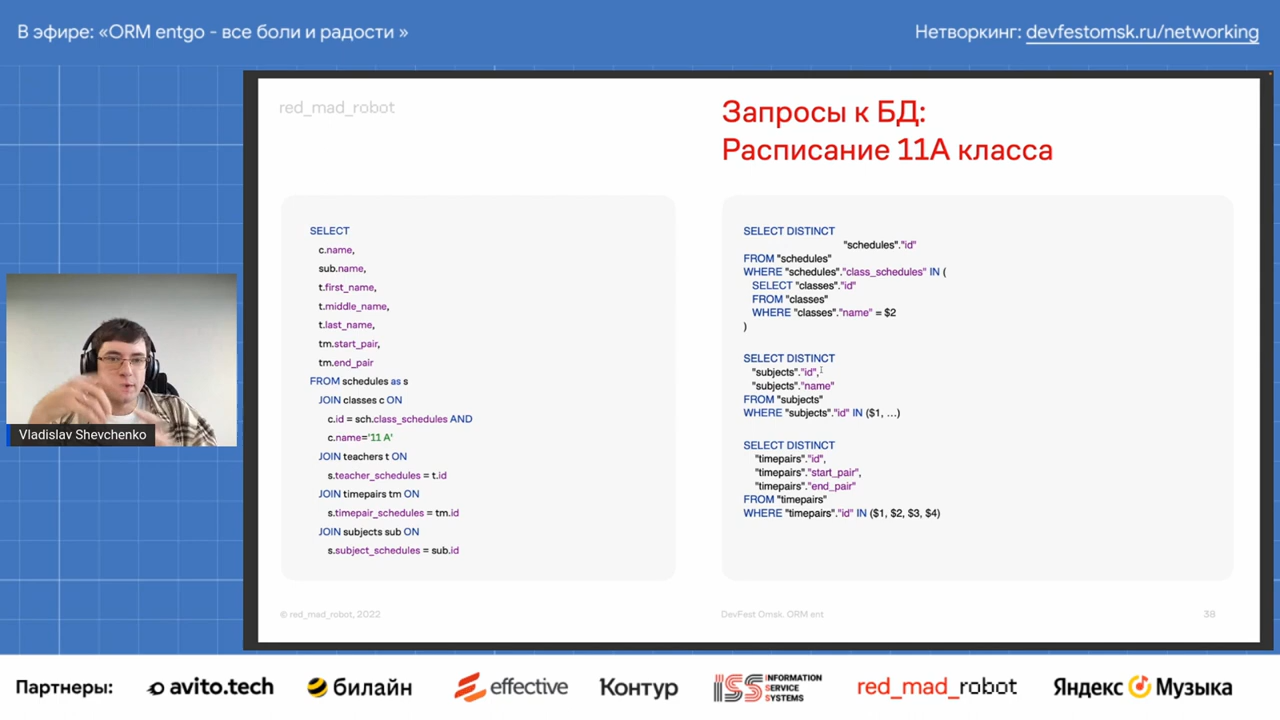 В эфире: «ORM entgo - все боли и радости »
Нетворкинг: devfestomsk.ru/networking
red_mad_robot
Запросы к БД:
Расписание 11А класса
SELECT
c.name,
sub.name,
t.first_name,
t.middle_name,
t.last_name,
tm.start_pair,
tm.end_pair
FROM schedules as s
JOIN classes c ON
c.id = sch.class_schedules AND
c.name='11 A'
JOIN teachers t ON
s.teacher_schedules = t.id
JOIN timepairs tm ON
s.timepair_schedules = tm.id
JOIN subjects sub ON
s.subject_schedules = sub.id
SELECT DISTINCT
"schedules"."id"
FROM "schedules"
WHERE "schedules"."class_schedules" IN (
SELECT "classes"."id"
FROM "classes"
WHERE "classes"."name" = $2
)
SELECT DISTINCT
"subjects"."id",
"subjects"."name"
FROM "subjects"
WHERE "subjects"."id" IN ($1, ...)
SELECT DISTINCT
"timepairs"."id",
"timepairs"."start_pair",
"timepairs"."end_pair"
FROM "timepairs"
WHERE "timepairs"."id" IN ($1, $2, $3, $4)
© red_mad_robot, 2022
DevFest Omsk. ORM ent
38
Vladislav Shevchenko
Партнеры:
avito.tech
билайн
effective
Контур
ISS INFORMATION SERVICE SYSTEMS
red_mad_robot
Яндекс Музыка